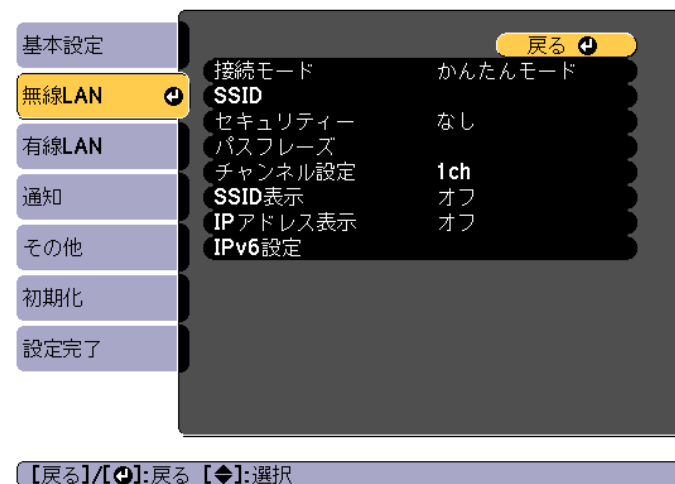 基本設定
無線LAN
有線LAN
通知
その他
初期化
設定完了
戻る
接続モード かんたんモード
SSID
セキュリティー なし
パスフレーズ
チャンネル設定 1ch
SSID表示 オフ
IPアドレス表示 オフ
IPv6設定
[戻る]/[⏎]:戻る [◆]:選択